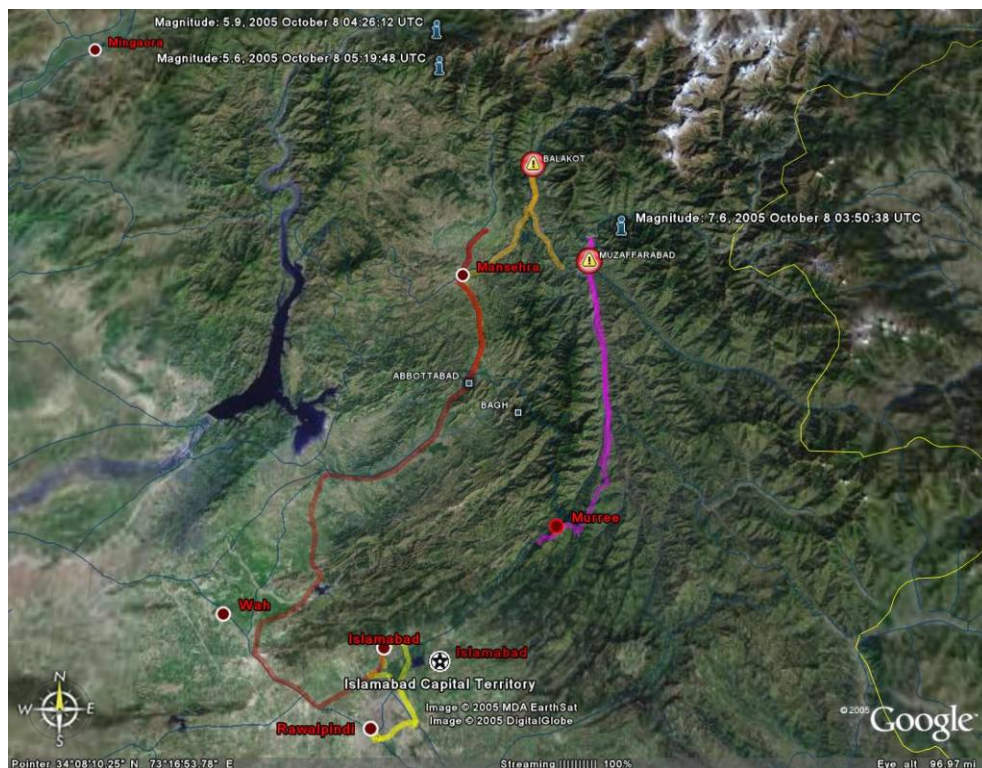 Magnitude: 5.9, 2005 October 8 04:26:12 UTC
Mingaora
Magnitude:5.6, 2005 October 8 05:19:48 UTC
BALAKOT
Magnitude: 7.6, 2005 October 8 03:50:38 UTC
MUZAFFARABAD
Mansehra
ABBOTTABAD
BAGH
Murree
Wah
Islamabad
Islamabad
Islamabad Capital Territory
N
W E
S
Image © 2005 MDA EarthSat
Image © 2005 DigitalGlobe
Rawalpindi
© 2005 Google™
Pointer 34°08'10.25" N 73°16'53.78" E
Streaming |||||||||| 100%
Eye alt 96.97 mi